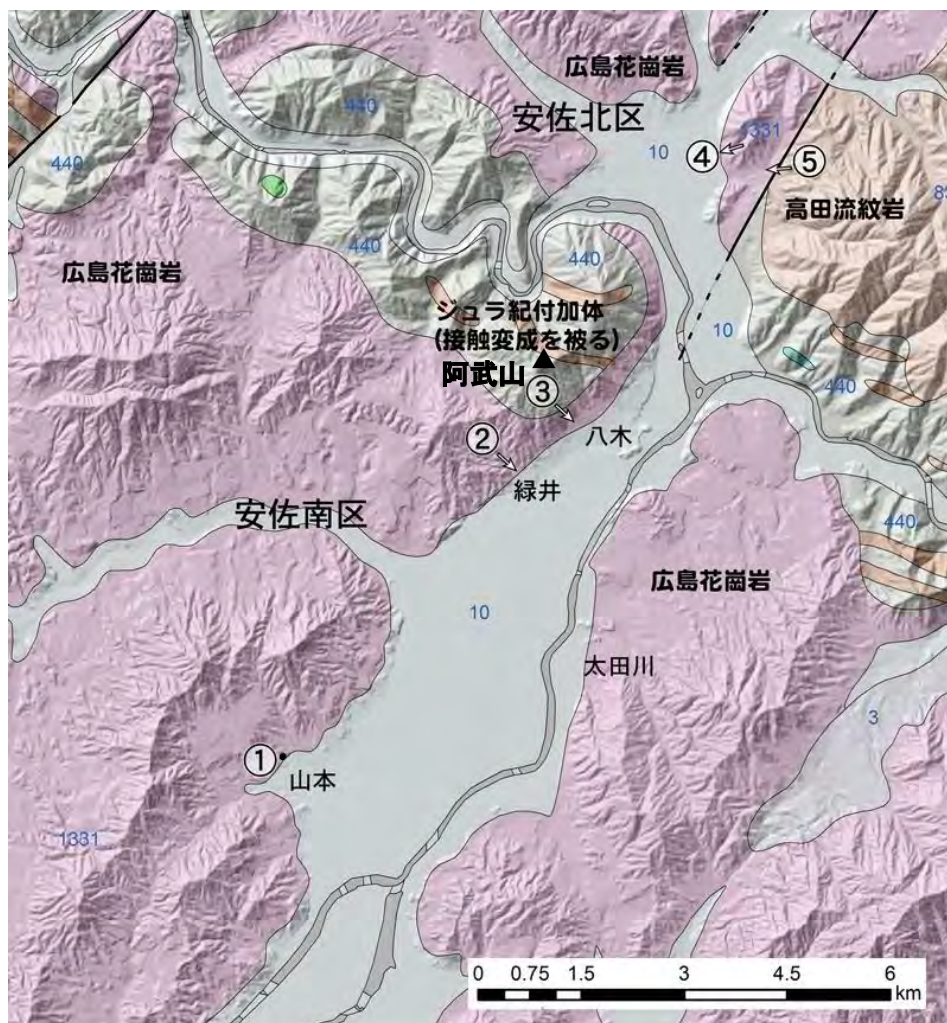 広島花崗岩
安佐北区
440
1331
10
④
⑤
440
高田流紋岩
440
広島花崗岩
440
ジュラ紀付加体
(接触変成を被る)
10
阿武山
440
③
八木
②
緑井
安佐南区
440
広島花崗岩
10
太田川
3
①
山本
1331
0 0.75 1.5 3 4.5 6
km